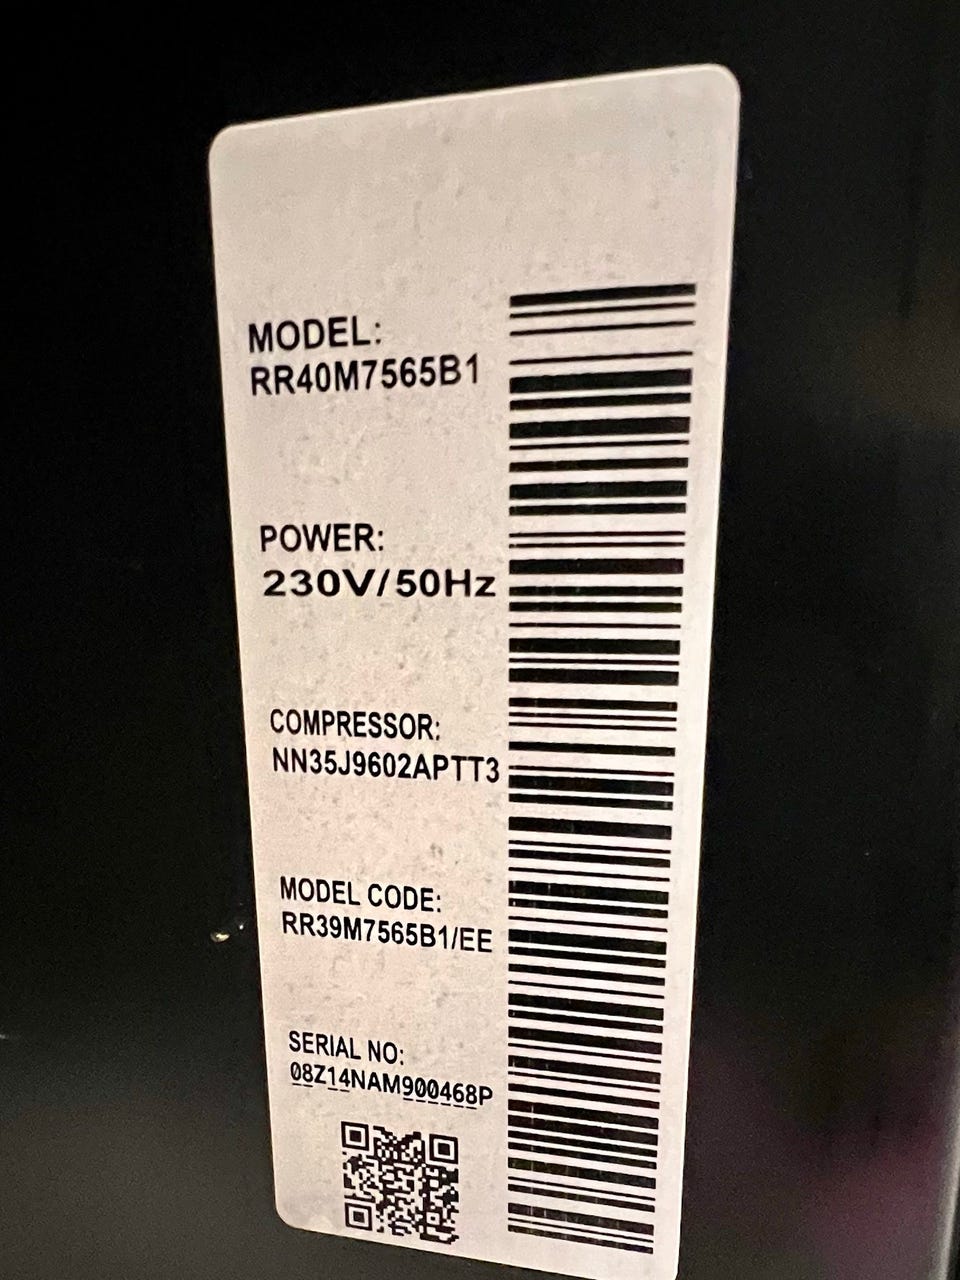 MODEL:
RR40M7565B1
POWER:
230V/50Hz
COMPRESSOR:
NN35J9602APTT3
MODEL CODE:
RR39M7565B1/EE
SERIAL NO:
08Z14NAM900468P